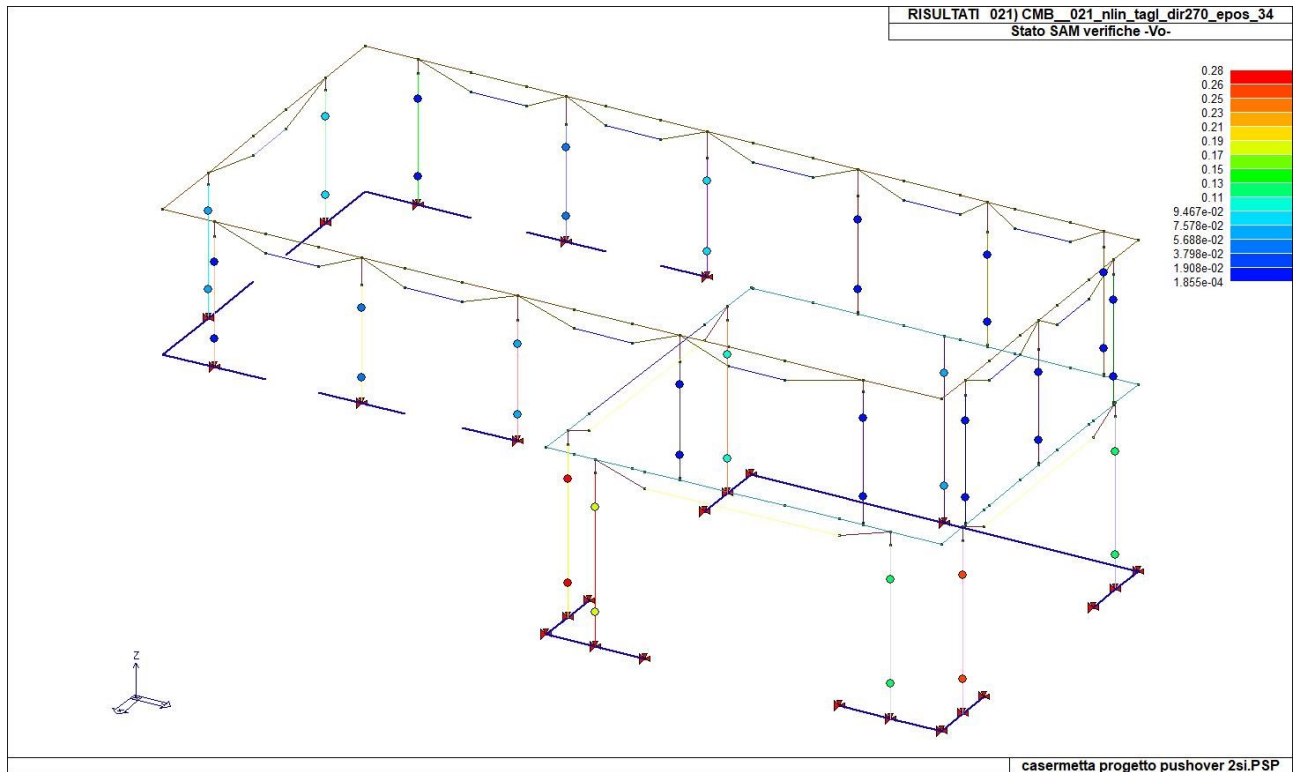 RISULTATI 021) CMB__021_nlin_tagl_dir270_epos_34
Stato SAM verifiche -Vo-
0.28
0.26
0.25
0.23
0.21
0.19
0.17
0.15
0.13
0.11
9.467e-02
7.578e-02
5.688e-02
3.798e-02
1.908e-02
1.855e-04
Z
casermetta progetto pushover 2si.PSP